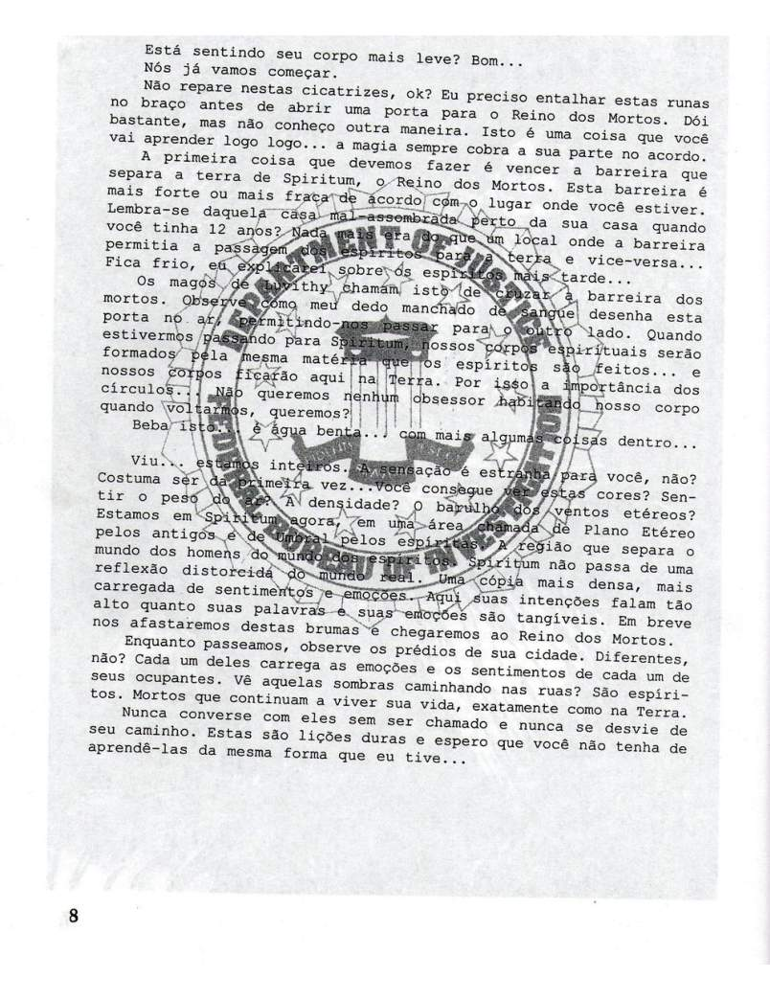 Está sentindo seu corpo mais leve? Bom...
Nós já vamos começar.
Não repare nestas cicatrizes, ok? Eu preciso entalhar estas runas
no braço antes de abrir uma porta para o Reino dos Mortos. Dói
bastante, mas não conheço outra maneira. Isto é uma coisa que você
vai aprender logo logo... a magia sempre cobra a sua parte no acordo.
A primeira coisa que devemos fazer é vencer a barreira que
separa a terra de Spiritum, o Reino dos Mortos. Esta barreira é
mais forte ou mais fraca de acordo com o lugar onde você estiver.
Lembra-se daquela casa mal-assombrada perto da sua casa quando
você tinha 12 anos? Nada mais era do que um local onde a barreira
permitia a passagem dos espíritos para a terra e vice-versa...
Fica frio, eu explicarei sobre os espíritos mais tarde...
Os magos de Luvithy chamam isto de cruzar a barreira dos
mortos. Observe como meu dedo manchado de sangue desenha esta
porta no ar, permitindo-nos passar para o outro lado. Quando
estivermos passando para Spiritum, nossos corpos espirituais serão
formados pela mesma matéria que os espíritos são feitos... e
nossos corpos ficarão aqui na Terra. Por isso a importância dos
círculos... Não queremos nenhum obsessor habitando nosso corpo
quando voltarmos, queremos?
Beba isto... é água benta... com mais algumas coisas dentro...
Viu... estamos inteiros. A sensação é estranha para você, não?
Costuma ser da primeira vez...Você consegue ver estas cores? Sen-
tir o peso do ar? A densidade? O barulho dos ventos etéreos?
Estamos em Spiritum agora, em uma área chamada de Plano Etéreo
pelos antigos e de Umbral pelos espíritas. A região que separa o
mundo dos homens do mundo dos espíritos. Spiritum não passa de uma
reflexão distorcida do mundo real. Uma cópia mais densa, mais
carregada de sentimentos e emoções. Aqui suas intenções falam tão
alto quanto suas palavras e suas emoções são tangíveis. Em breve
nos afastaremos destas brumas e chegaremos ao Reino dos Mortos.
Enquanto passeamos, observe os prédios de sua cidade. Diferentes,
não? Cada um deles carrega as emoções e os sentimentos de cada um de
seus ocupantes. Vê aquelas sombras caminhando nas ruas? São espíri-
tos. Mortos que continuam a viver sua vida, exatamente como na Terra.
Nunca converse com eles sem ser chamado e nunca se desvie de
seu caminho. Estas são lições duras e espero que você não tenha de
aprendê-las da mesma forma que eu tive...
DEPARTMENT OF JUSTICE
FEDERAL BUREAU OF INVESTIGATION
8